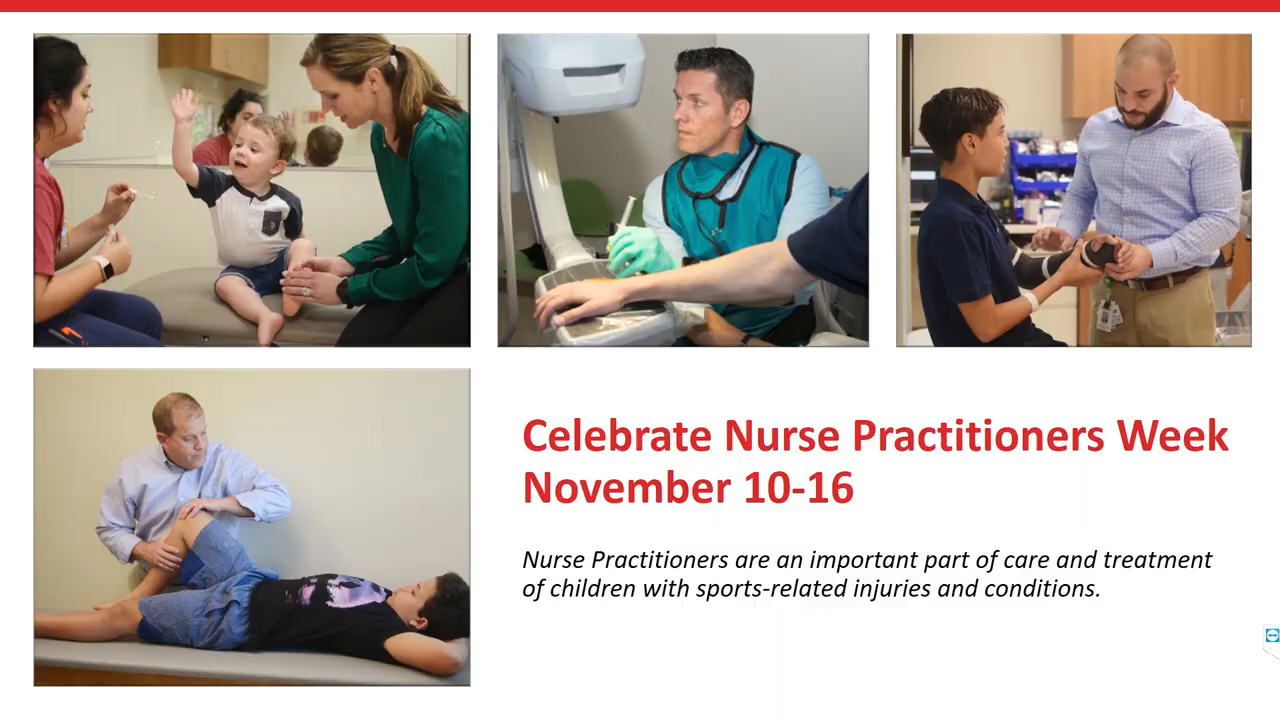 Celebrate Nurse Practitioners Week
November 10-16
Nurse Practitioners are an important part of care and treatment
of children with sports-related injuries and conditions.